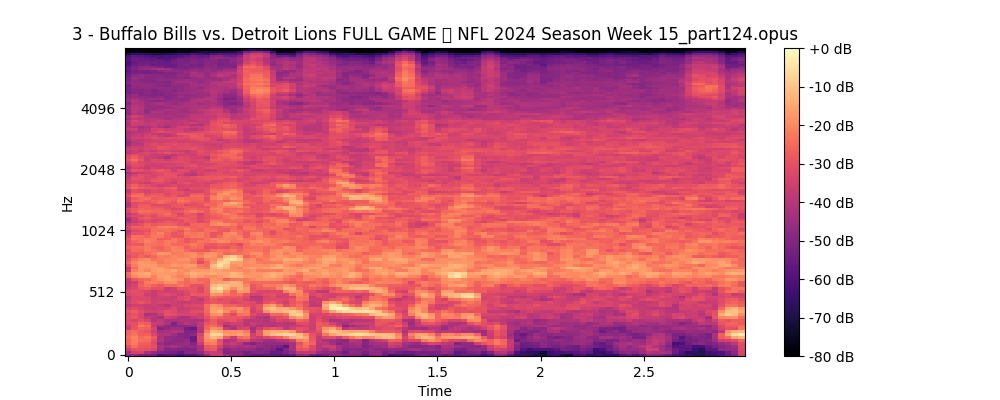 3 - Buffalo Bills vs. Detroit Lions FULL GAME ▯ NFL 2024 Season Week 15_part124.opus
+0 dB
4096
-10 dB
-20 dB
2048
-30 dB
Hz
1024
-40 dB
-50 dB
512
-60 dB
-70 dB
0
-80 dB
0 0.5 1 1.5 2 2.5
Time